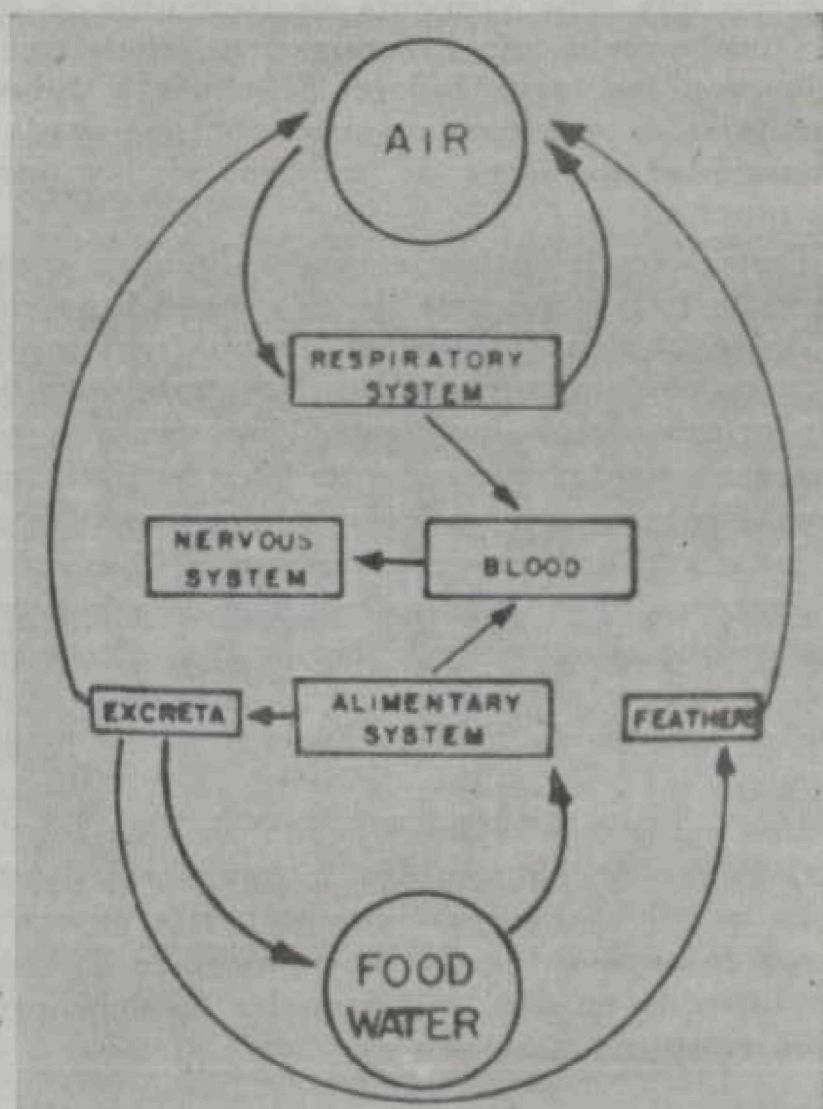 AIR
RESPIRATORY
SYSTEM
NERVOUS
SYSTEM
BLOOD
EXCRETA
ALIMENTARY
SYSTEM
FEATHERS
FOOD
WATER